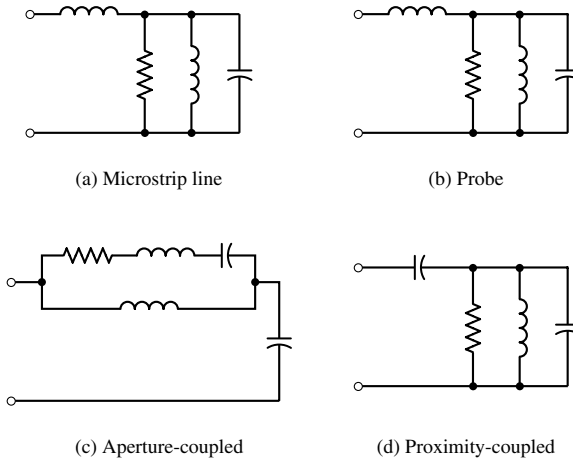 (a) Microstrip line
(b) Probe
(c) Aperture-coupled
(d) Proximity-coupled